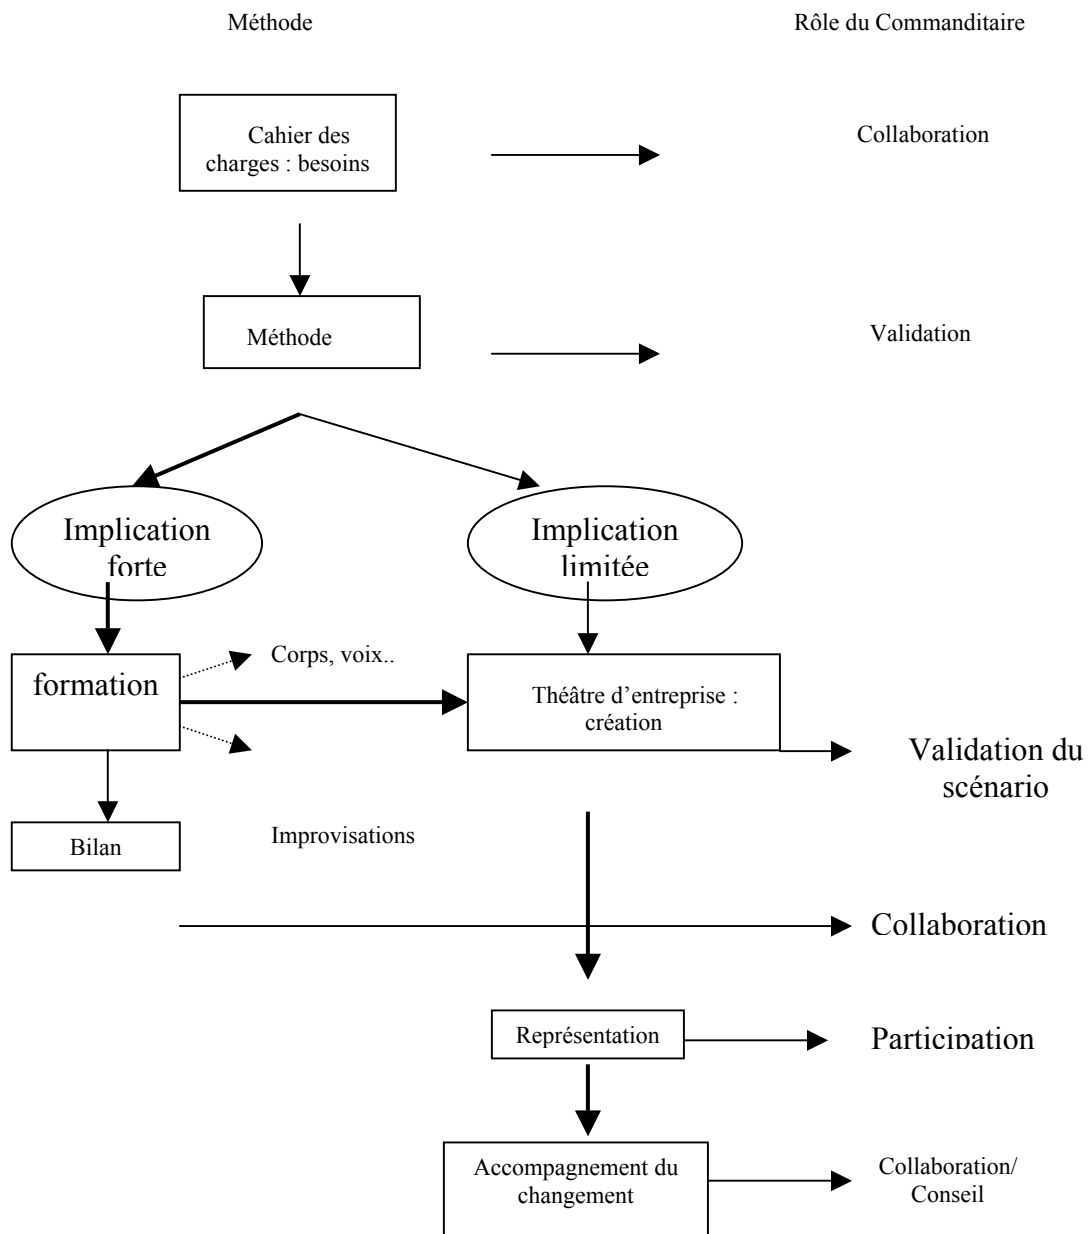 Méthode
Rôle du Commanditaire
Cahier des
charges : besoins
Collaboration
Méthode
Validation
Implication
forte
Implication
limitée
formation
Corps, voix..
Théâtre d’entreprise :
création
Validation du
scénario
Bilan
Improvisations
Collaboration
Représentation
Participation
Accompagnement du
changement
Collaboration/
Conseil